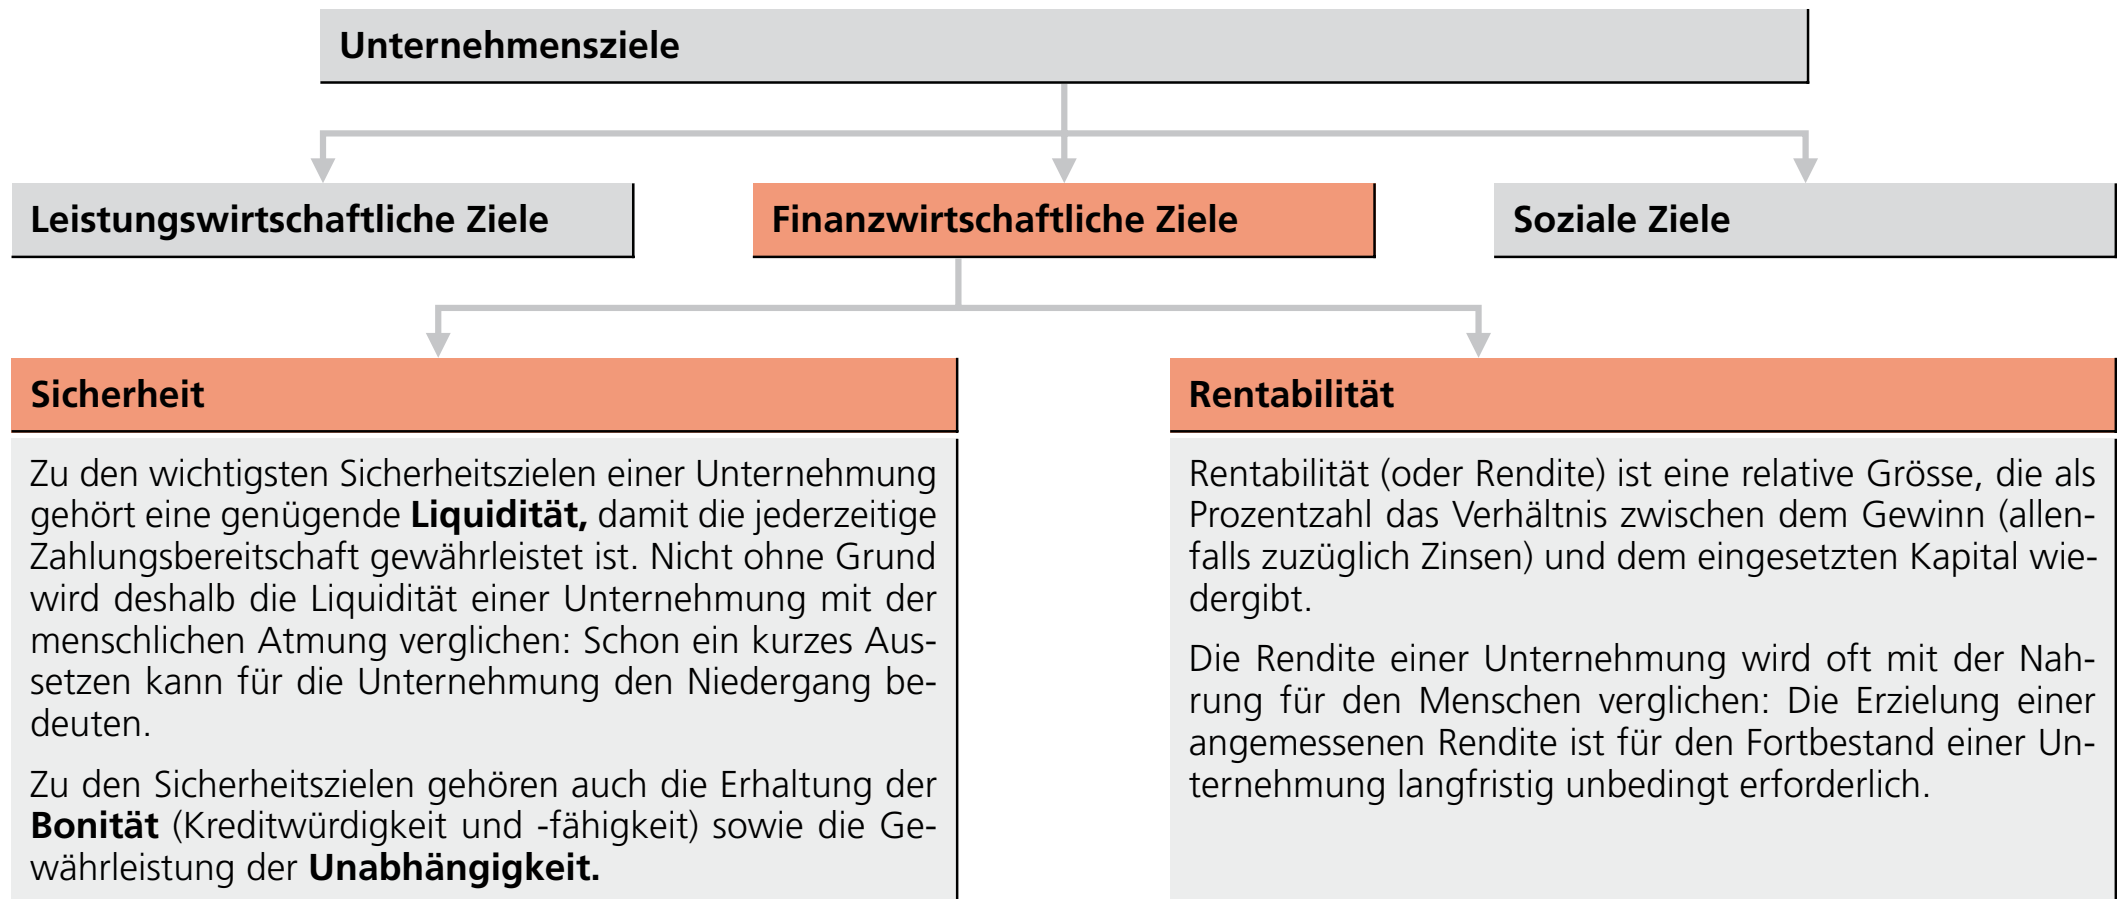 Unternehmensziele
Leistungswirtschaftliche Ziele
Finanzwirtschaftliche Ziele
Soziale Ziele
Sicherheit
Zu den wichtigsten Sicherheitszielen einer Unternehmung
gehört eine genügende Liquidität, damit die jederzeitige
Zahlungsbereitschaft gewährleistet ist. Nicht ohne Grund
wird deshalb die Liquidität einer Unternehmung mit der
menschlichen Atmung verglichen: Schon ein kurzes Aus-
setzen kann für die Unternehmung den Niedergang be-
deuten.
Zu den Sicherheitszielen gehören auch die Erhaltung der
Bonität (Kreditwürdigkeit und -fähigkeit) sowie die Ge-
währleistung der Unabhängigkeit.
Rentabilität
Rentabilität (oder Rendite) ist eine relative Grösse, die als
Prozentzahl das Verhältnis zwischen dem Gewinn (allen-
falls zuzüglich Zinsen) und dem eingesetzten Kapital wie-
dergibt.
Die Rendite einer Unternehmung wird oft mit der Nah-
rung für den Menschen verglichen: Die Erzielung einer
angemessenen Rendite ist für den Fortbestand einer Un-
ternehmung langfristig unbedingt erforderlich.